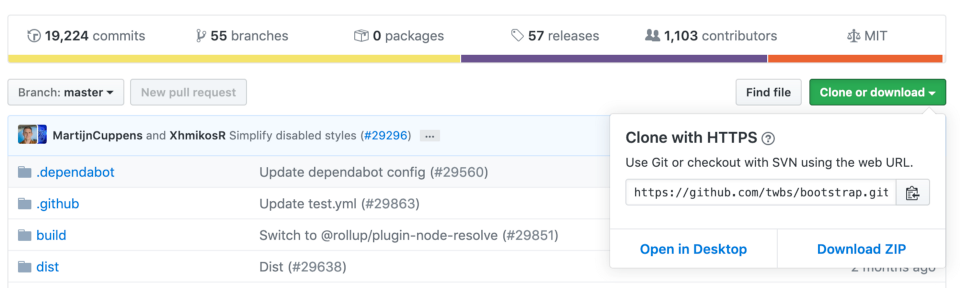 19,224 commits 55 branches 0 packages 57 releases 1,103 contributors MIT
Branch: master New pull request Find file Clone or download
MartijnCuppens and XhmikosR Simplify disabled styles (#29296) ...
Clone with HTTPS ?
Use Git or checkout with SVN using the web URL.
https://github.com/twbs/bootstrap.git
Open in Desktop Download ZIP
.dependabot Update dependabot config (#29560)
.github Update test.yml (#29863)
build Switch to @rollup/plugin-node-resolve (#29851)
dist Dist (#29638) 2 months ago